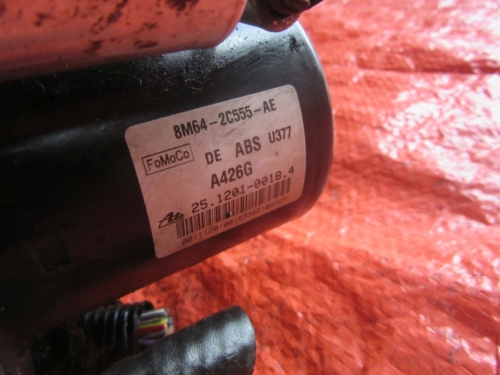 8M64-2C555-AE
FoMoCo DE ABS U377
A426G
25.1201-0018.4